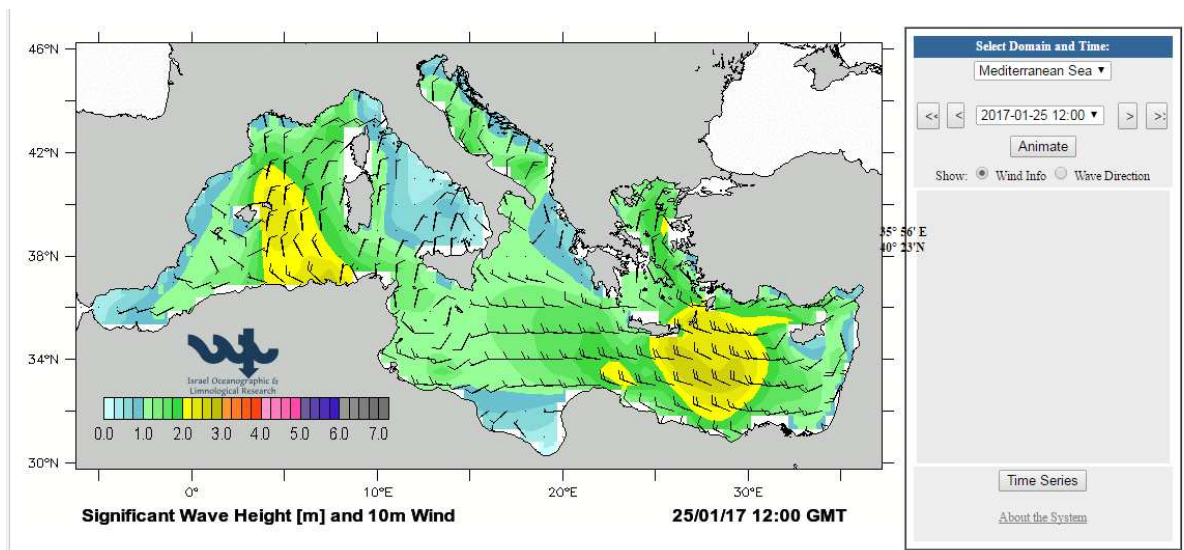 46°N
42°N
38°N
34°N
30°N
0°
10°E
20°E
30°E
Israel Oceanographic &
Limnological Research
0.0 1.0 2.0 3.0 4.0 5.0 6.0 7.0
Significant Wave Height [m] and 10m Wind
25/01/17 12:00 GMT
Select Domain and Time:
Mediterranean Sea
<< < 2017-01-25 12:00 > >:
Animate
Show: Wind Info Wave Direction
35° 56' E
40° 23'N
Time Series
About the System